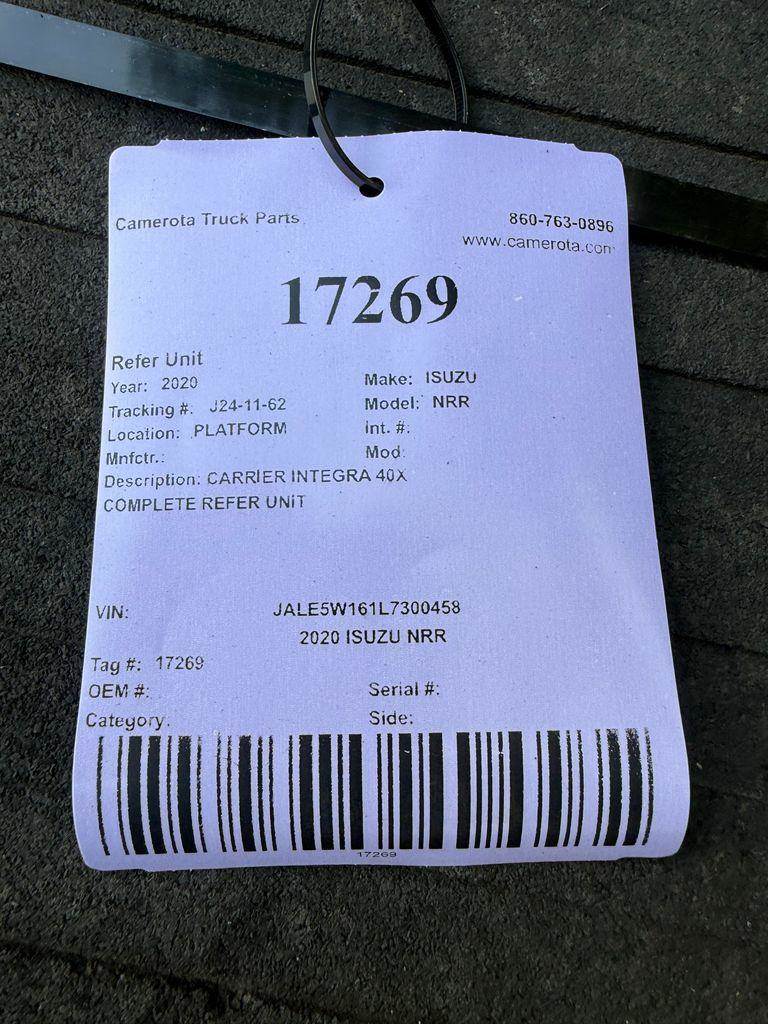 Camerota Truck Parts 860-763-0896
www.camerota.com
17269
Refer Unit
Year: 2020 Make: ISUZU
Tracking #: J24-11-62 Model: NRR
Location: PLATFORM Int. #:
Mnfctr.: Mod:
Description: CARRIER INTEGRA 40X
COMPLETE REFER UNIT
VIN: JALE5W161L7300458
2020 ISUZU NRR
Tag #: 17269
OEM #: Serial #:
Category: Side:
17269